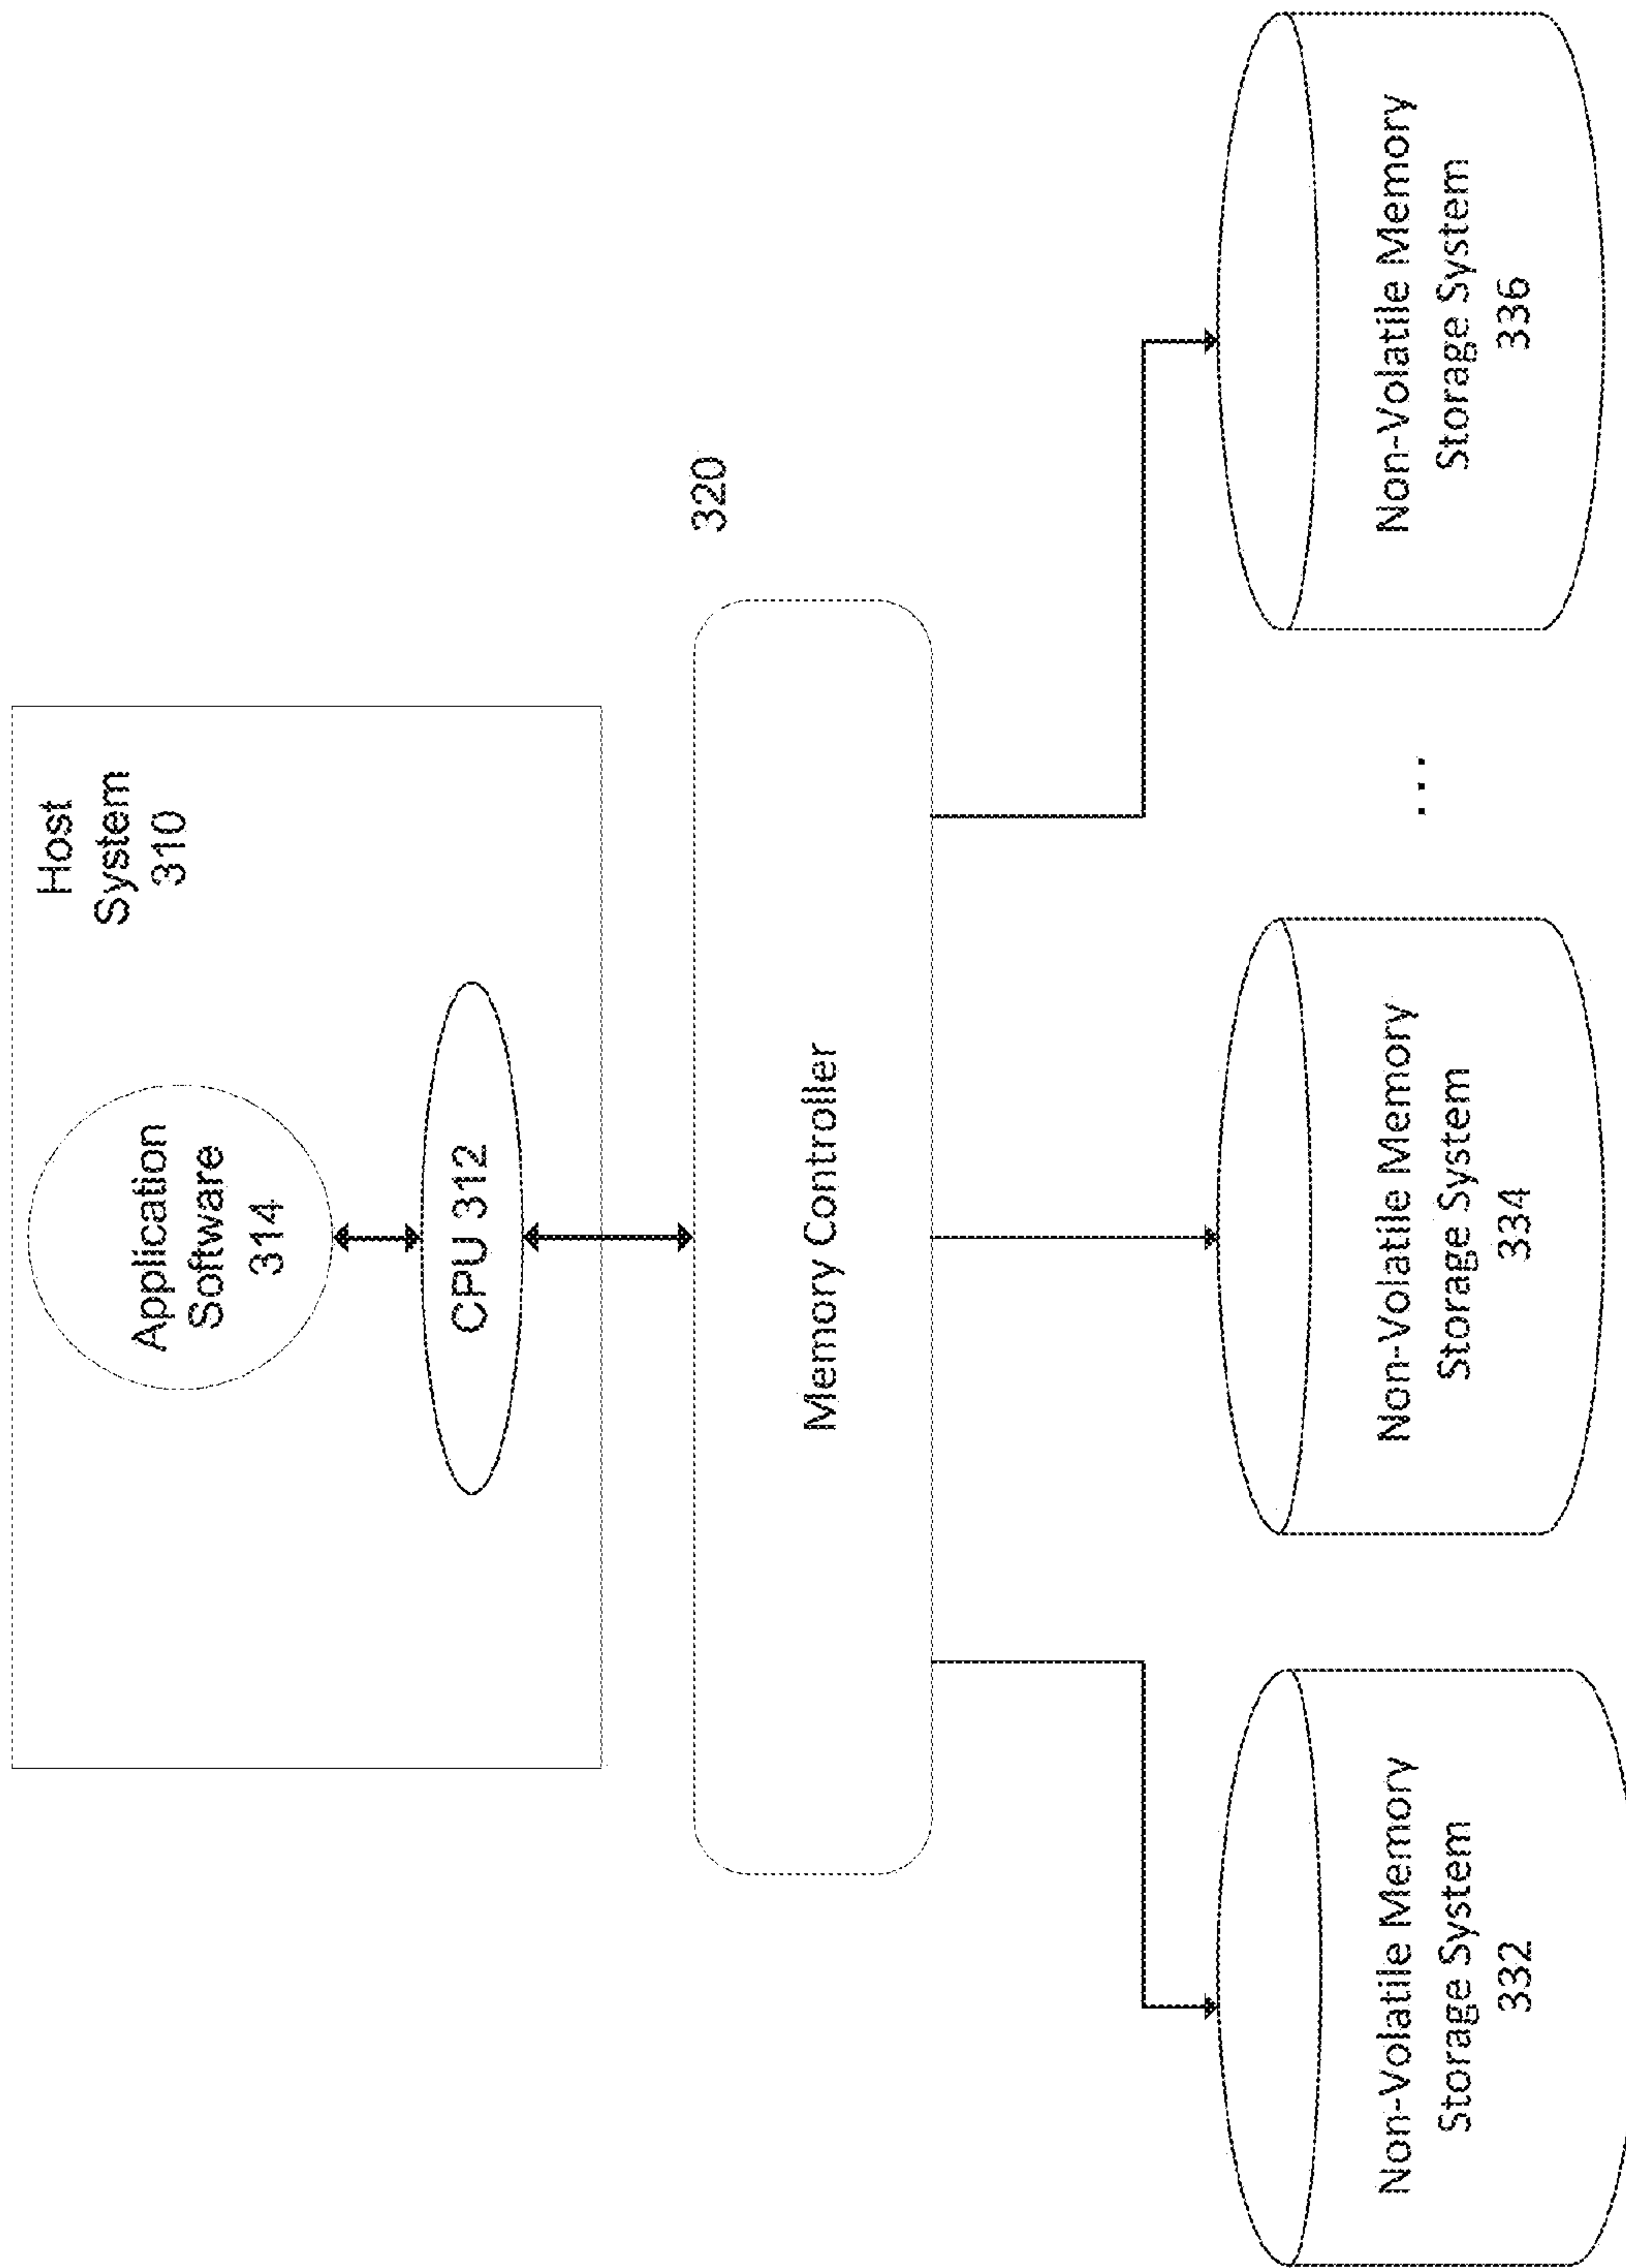 Host
System
310
Application
Software
314
CPU 312
320
Memory Controller
Non-Volatile Memory
Storage System
332
Non-Volatile Memory
Storage System
334
...
Non-Volatile Memory
Storage System
336